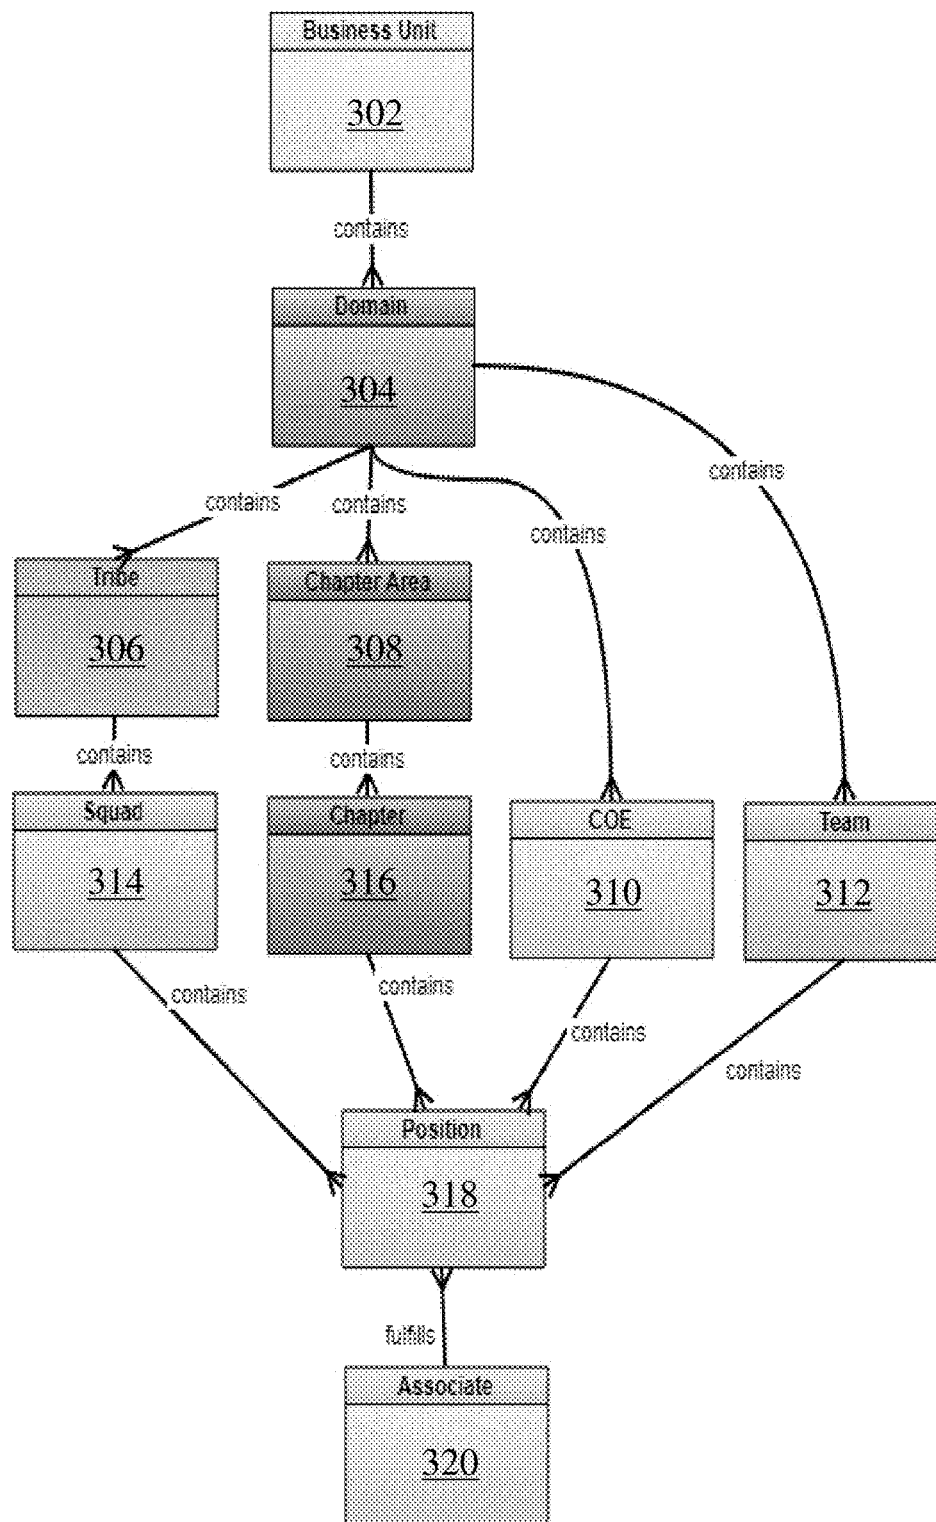 Business Unit
302
contains
Domain
304
contains
contains
contains
contains
Tribe
306
Chapter Area
308
contains
contains
Squad
314
Chapter
316
COE
310
Team
312
contains
contains
contains
contains
Position
318
fulfills
Associate
320